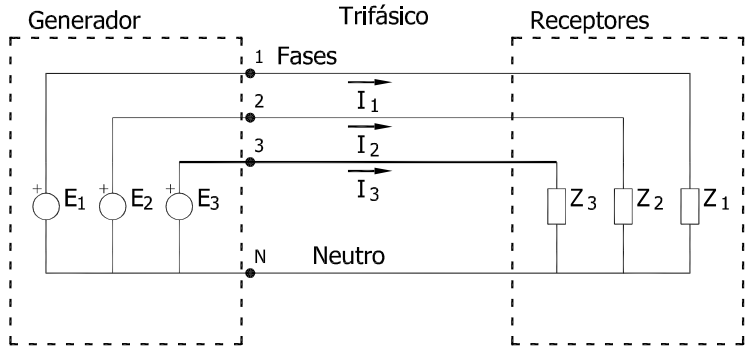 Trifásico
Generador
Receptores
1 Fases
I1
2
I2
3
I3
+ E1 + E2 + E3
Z3 Z2 Z1
N Neutro